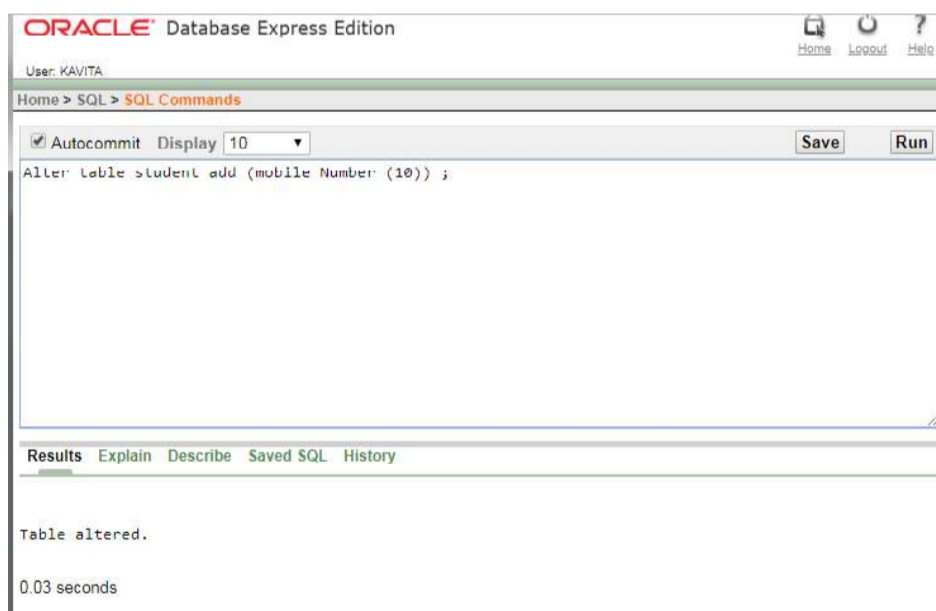 ORACLE® Database Express Edition
Home Logout Help
User: KAVITA
Home > SQL > SQL Commands
Autocommit Display 10 Save Run
Alter table student add (mobile Number (10)) ;
Results Explain Describe Saved SQL History
Table altered.
0.03 seconds